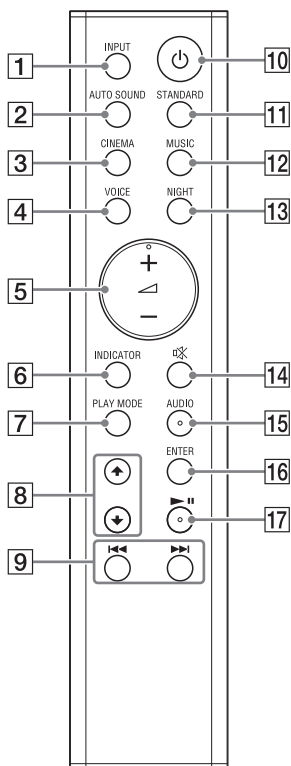 INPUT
1
10
AUTO SOUND STANDARD
2
11
CINEMA MUSIC
3
12
VOICE NIGHT
4
13
+
5
–
INDICATOR
6
14
PLAY MODE AUDIO
7
15
ENTER
8
16
17
9